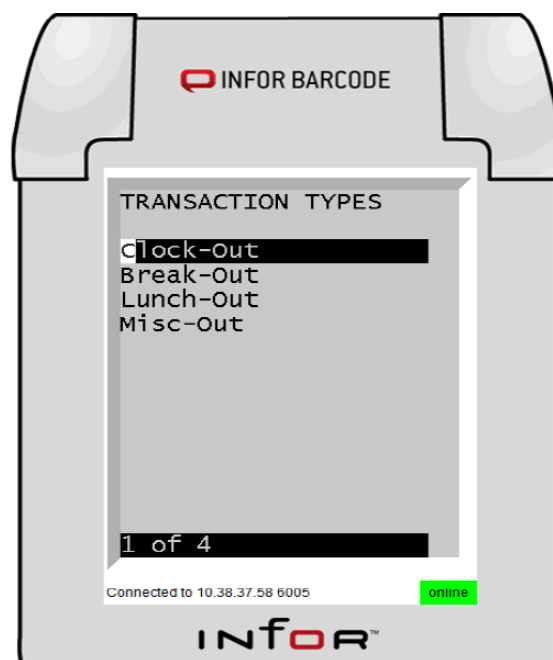 INFOR BARCODE
TRANSACTION TYPES
Clock-Out
Break-Out
Lunch-Out
Misc-Out
1 of 4
Connected to 10.38.37.58 6005
online
INFOR™